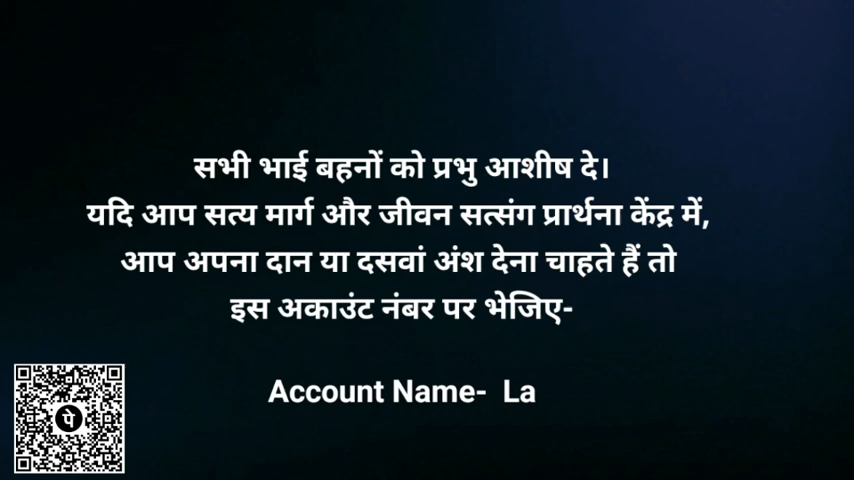 सभी भाई बहनों को प्रभु आशीष दे।
यदि आप सत्य मार्ग और जीवन सत्संग प्रार्थना केंद्र में,
आप अपना दान या दसवां अंश देना चाहते हैं तो
इस अकाउंट नंबर पर भेजिए-
Account Name-  La
पे